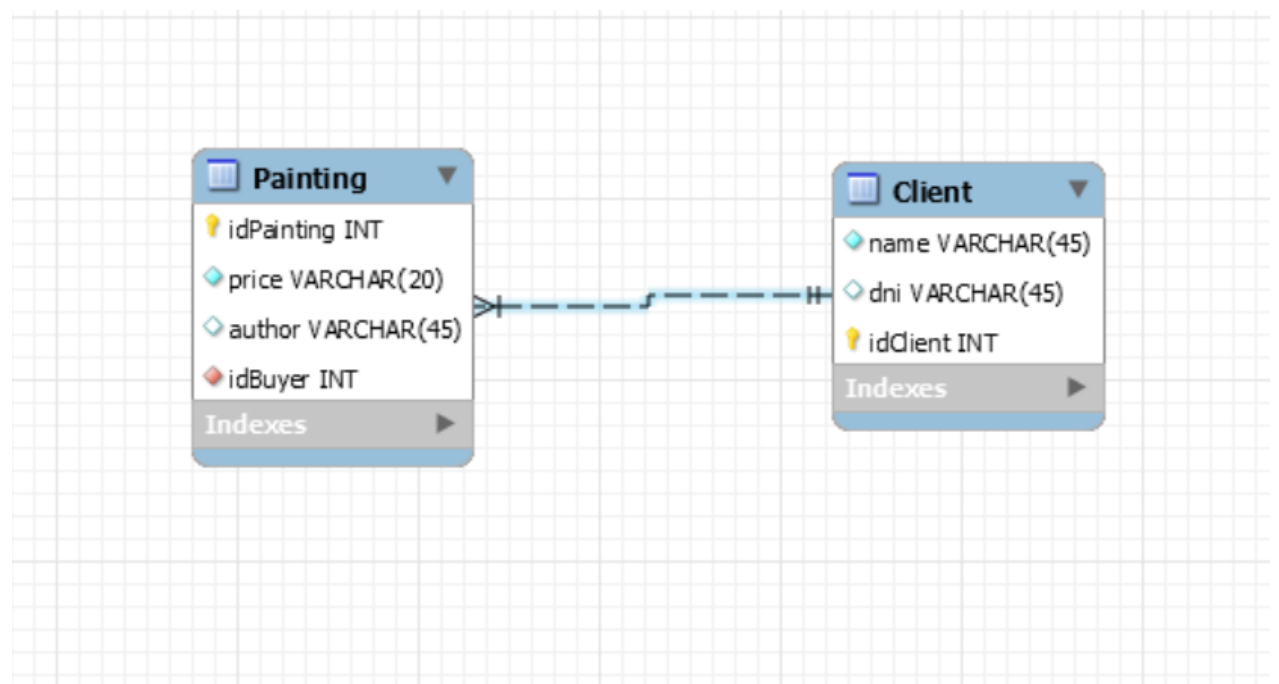 Painting
idPainting INT
price VARCHAR(20)
author VARCHAR(45)
idBuyer INT
Indexes
Client
name VARCHAR(45)
dni VARCHAR(45)
idClient INT
Indexes